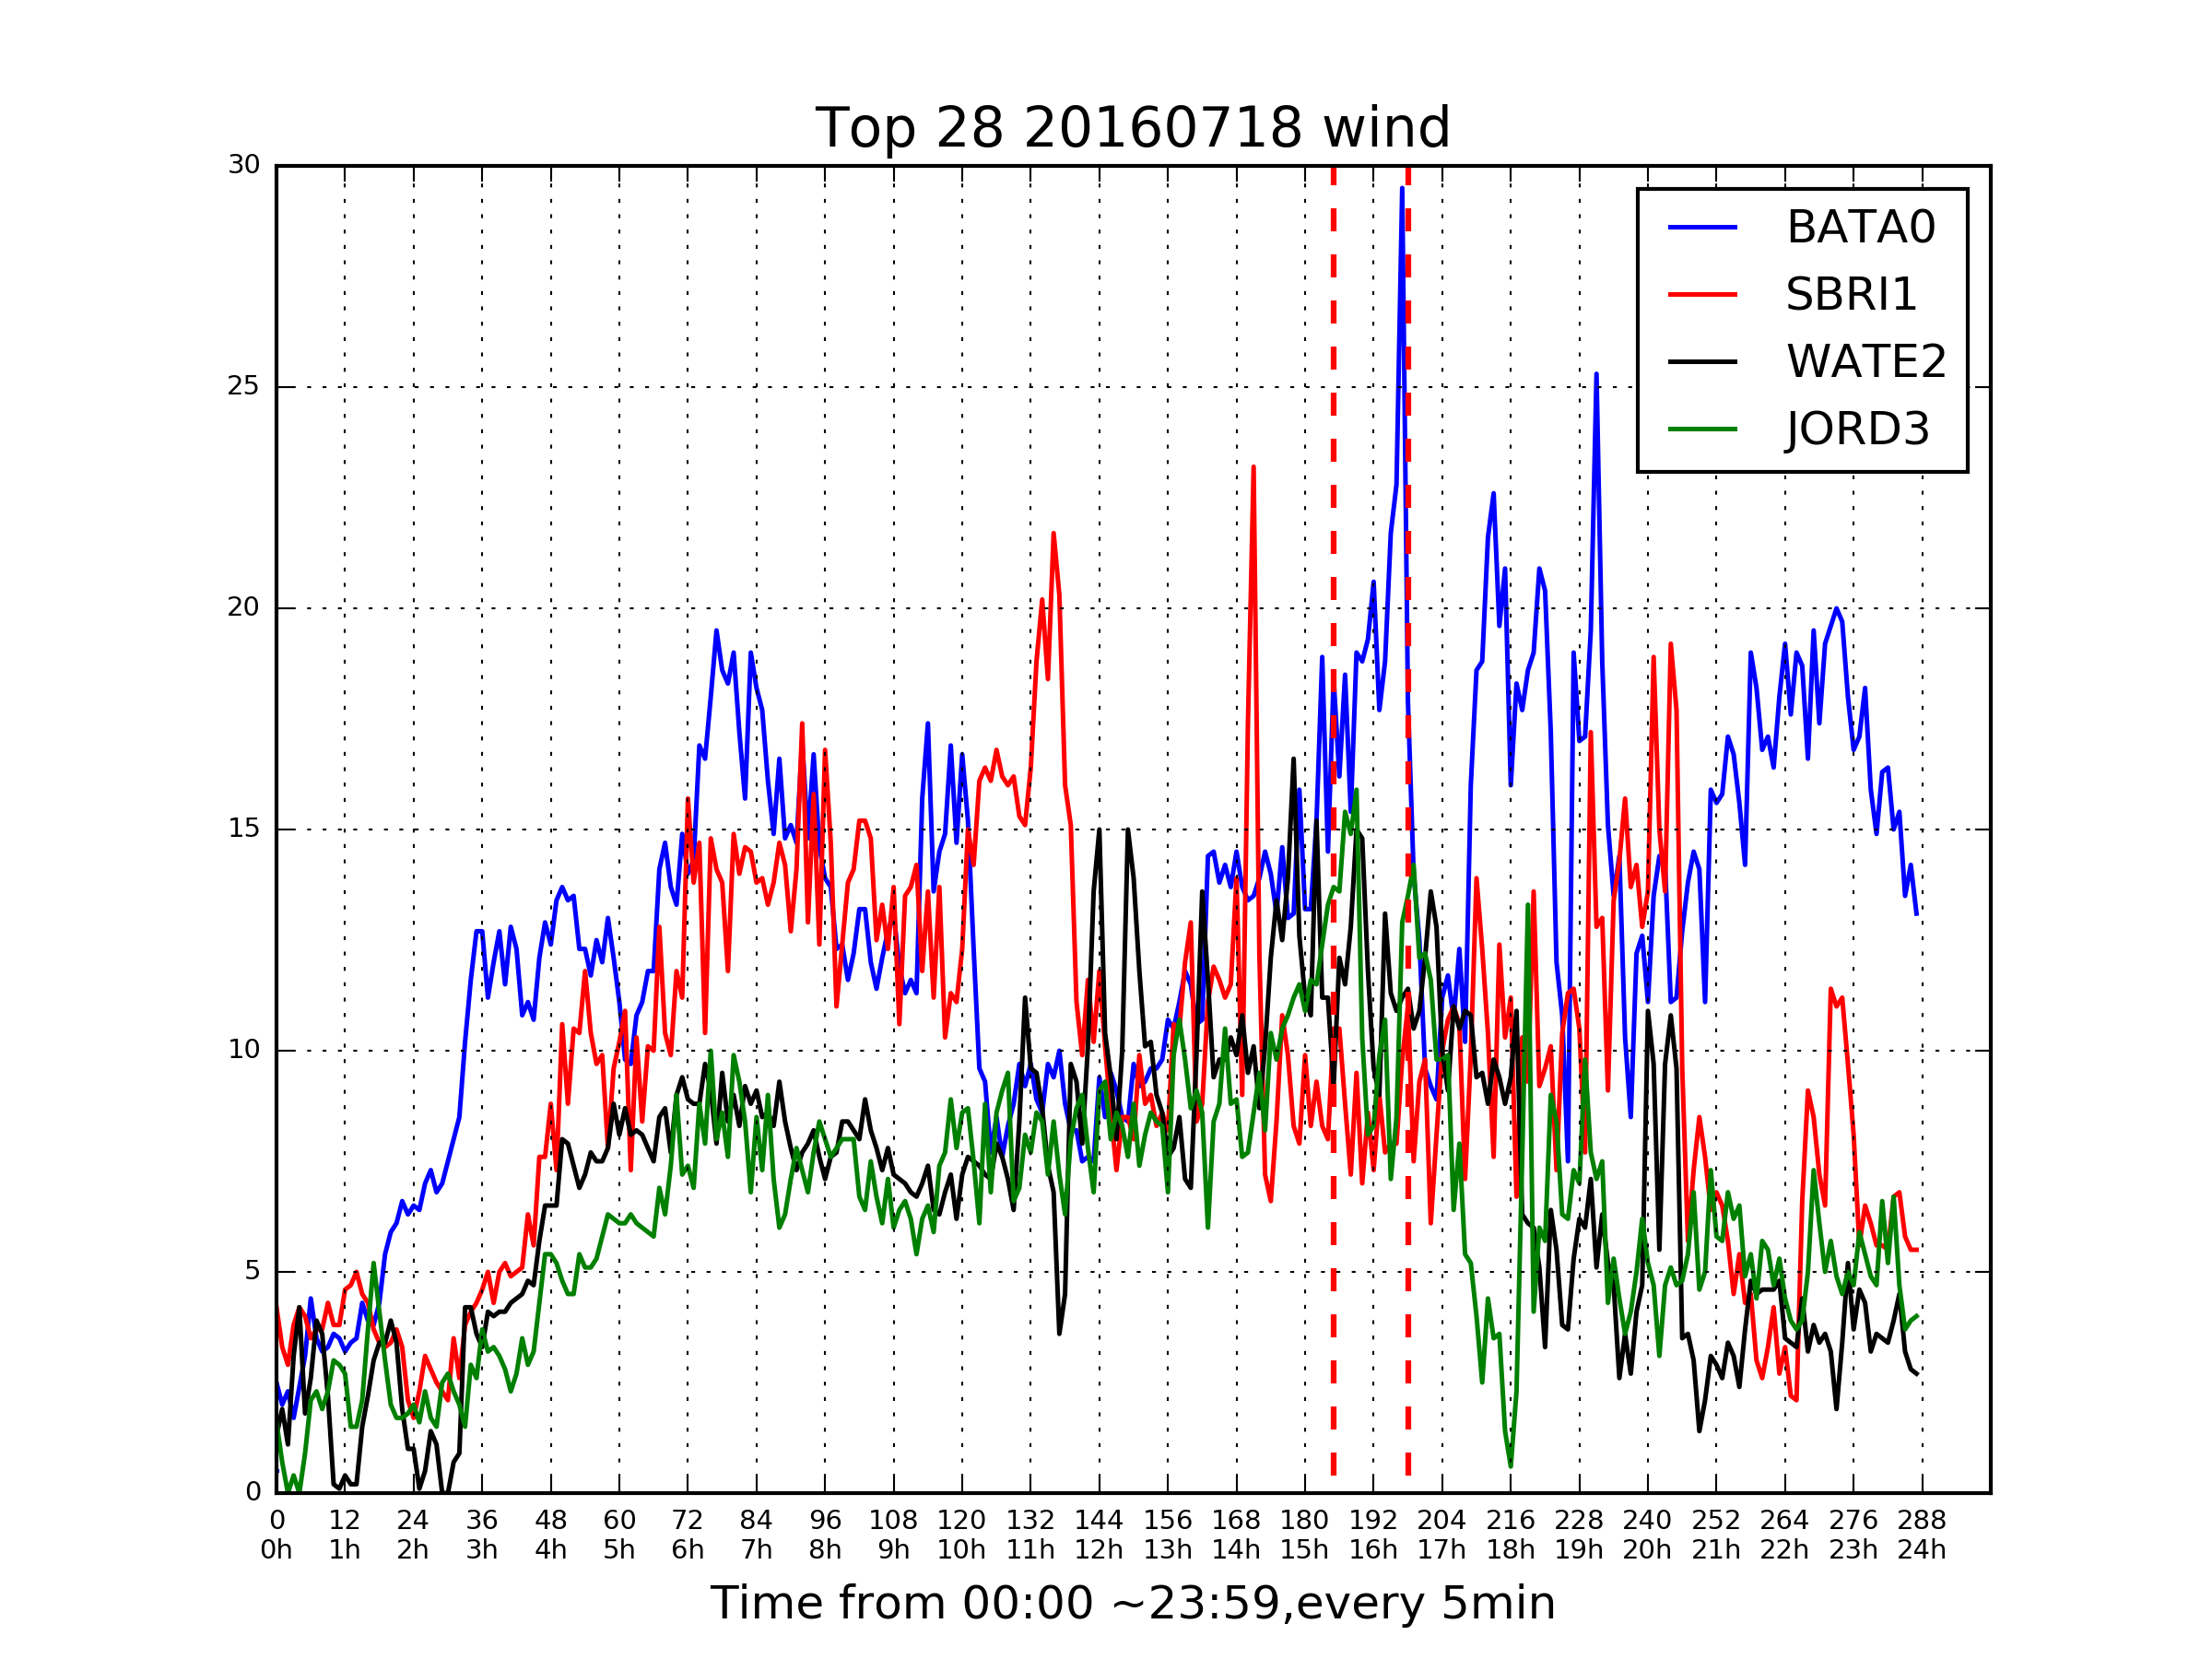 Top 28 20160718 wind
30
25
20
15
10
5
0
BATA0
SBRI1
WATE2
JORD3
0 12 24 36 48 60 72 84 96 108 120 132 144 156 168 180 192 204 216 228 240 252 264 276 288
0h 1h 2h 3h 4h 5h 6h 7h 8h 9h 10h 11h 12h 13h 14h 15h 16h 17h 18h 19h 20h 21h 22h 23h 24h
Time from 00:00 ~23:59,every 5min